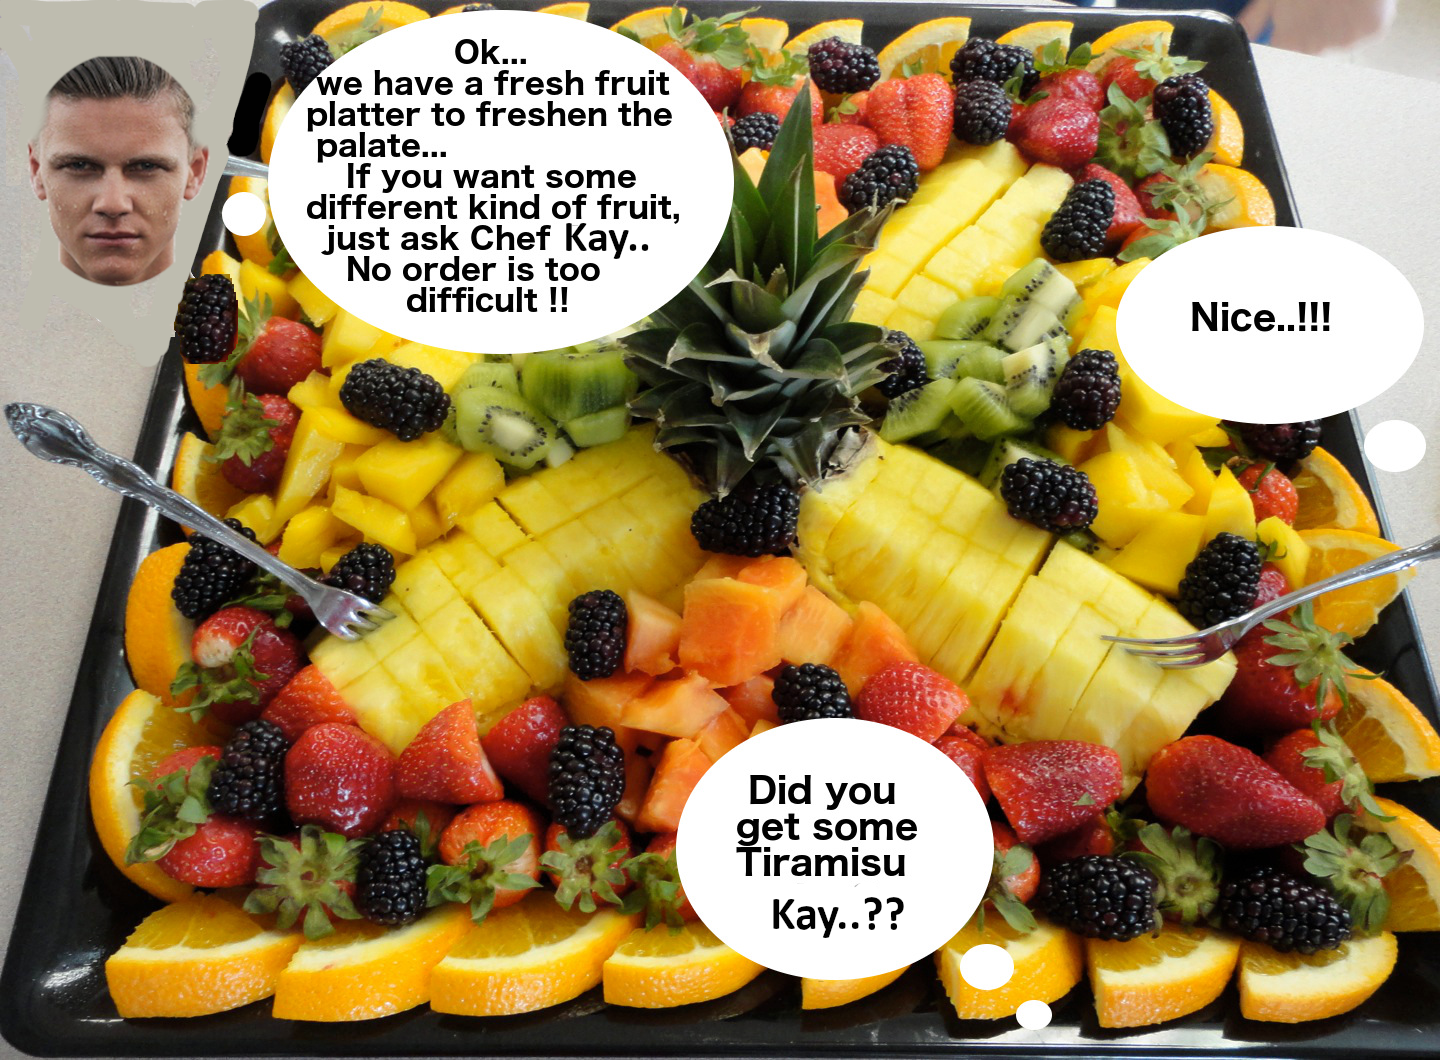 Ok...
we have a fresh fruit
platter to freshen the
palate...
If you want some
different kind of fruit,
just ask Chef Kay..
No order is too
difficult !!
Nice..!!!
Did you
get some
Tiramisu
Kay..??